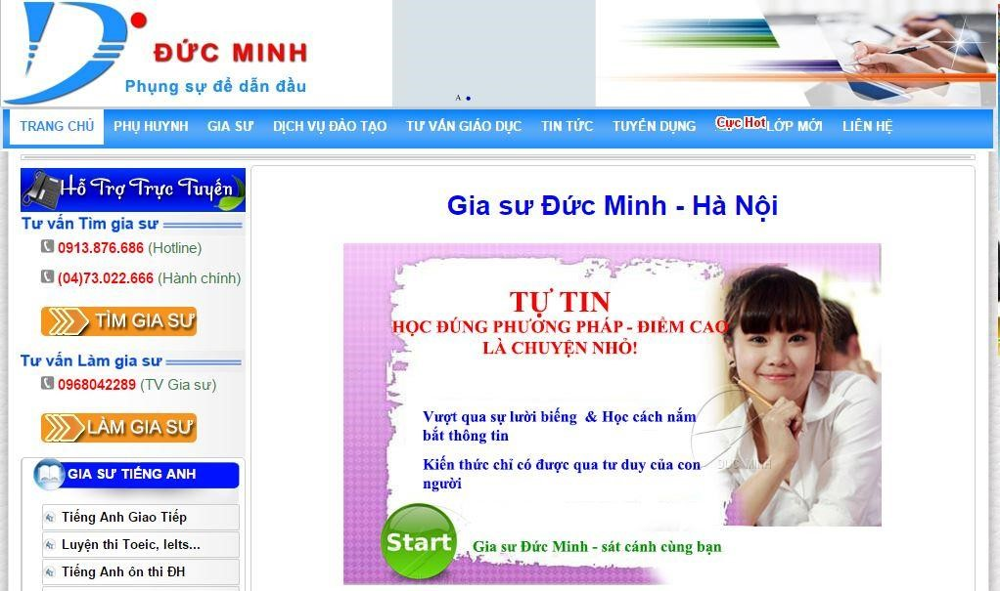 ĐỨC MINH
Phụng sự để dẫn đầu
A
TRANG CHỦ PHỤ HUYNH GIA SƯ DỊCH VỤ ĐÀO TẠO TƯ VẤN GIÁO DỤC TIN TỨC TUYỂN DỤNG Cực Hot LỚP MỚI LIÊN HỆ
Hỗ Trợ Trực Tuyến
Tư vấn Tìm gia sư
0913.876.686 (Hotline)
(04)73.022.666 (Hành chính)
TÌM GIA SƯ
Tư vấn Làm gia sư
0968042289 (TV Gia sư)
LÀM GIA SƯ
GIA SƯ TIẾNG ANH
Tiếng Anh Giao Tiếp
Luyện thi Toeic, Ielts...
Tiếng Anh ôn thi ĐH
Gia sư Đức Minh - Hà Nội
TỰ TIN
HỌC ĐÚNG PHƯƠNG PHÁP - ĐIỂM CAO
LÀ CHUYỆN NHỎ!
Vượt qua sự lười biếng & Học cách nắm
bắt thông tin
Kiến thức chỉ có được qua tư duy của con
người
ĐỨC MINH
Start
Gia sư Đức Minh - sát cánh cùng bạn